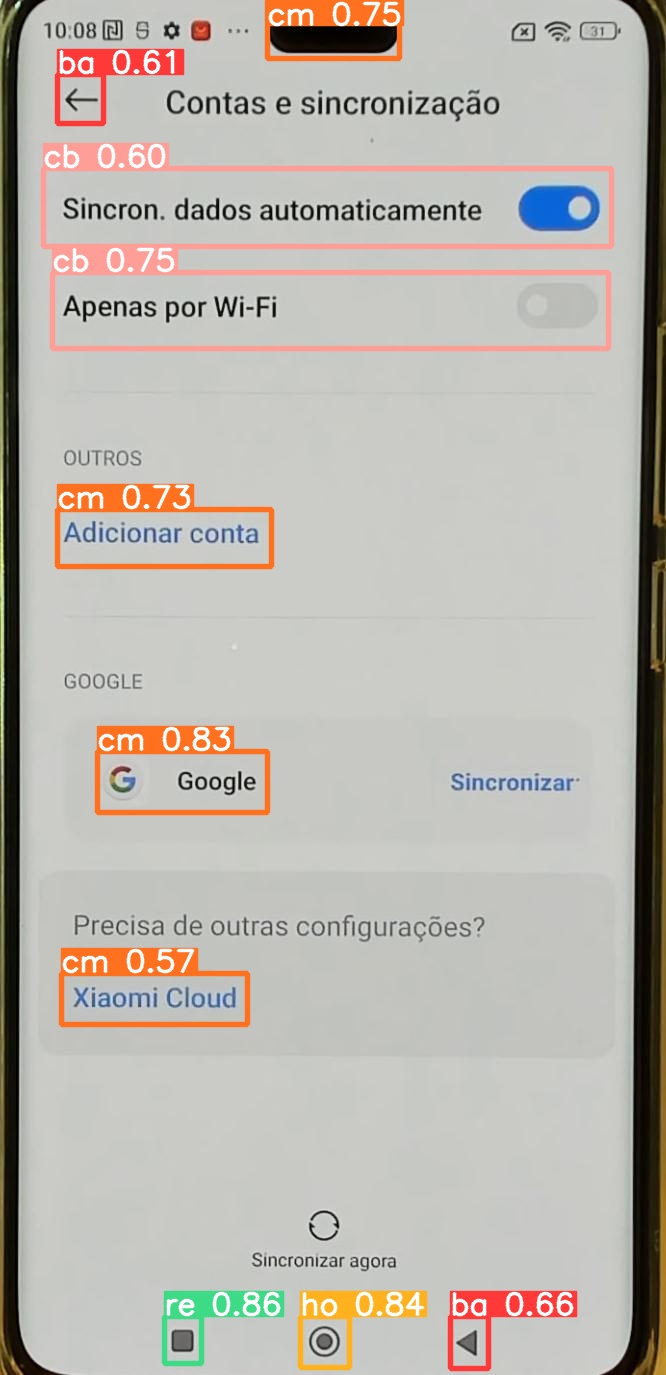 cm 0.75
10:08
31
ba 0.61
Contas e sincronização
cb 0.60
Sincron. dados automaticamente
cb 0.75
Apenas por Wi-Fi
OUTROS
cm 0.73
Adicionar conta
GOOGLE
cm 0.83
Google
Sincronizar
Precisa de outras configurações?
cm 0.57
Xiaomi Cloud
Sincronizar agora
re 0.86
ho 0.84
ba 0.66